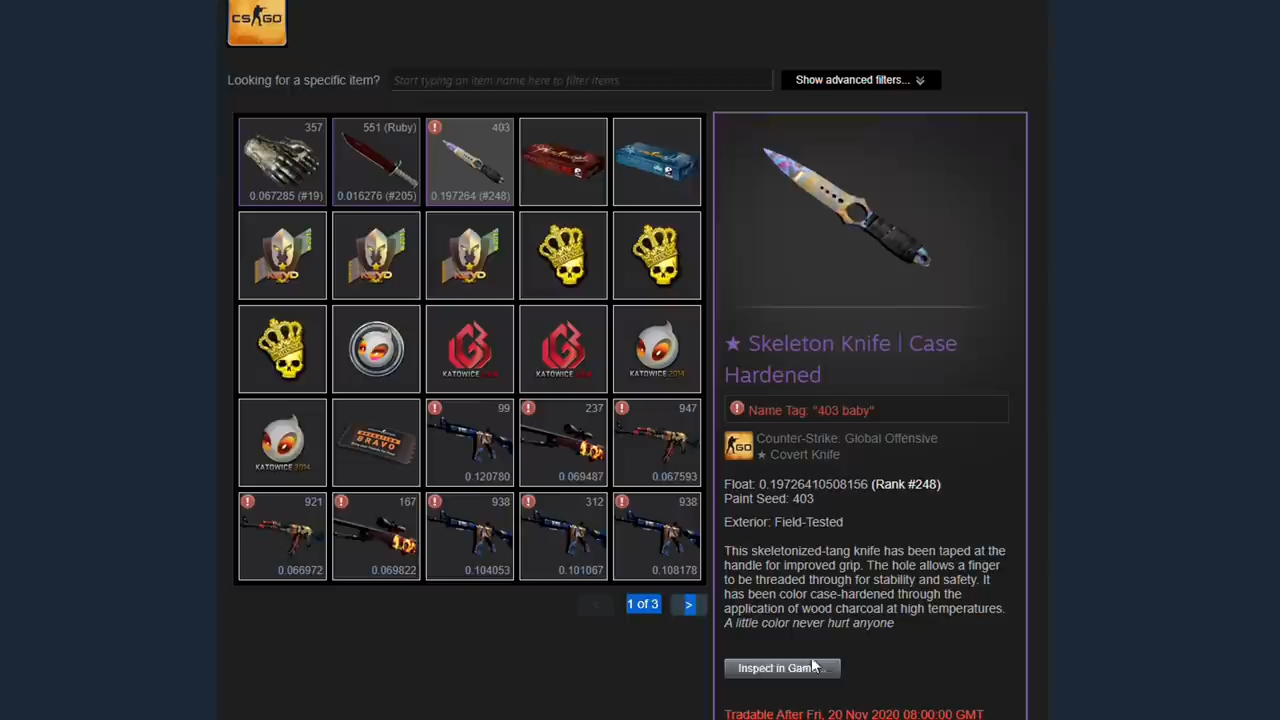 CS GO
Looking for a specific item?
Start typing an item name here to filter items
Show advanced filters...
357
0.067285 (#19)
551 (Ruby)
0.016276 (#205)
403
0.197264 (#248)
KEYD
KEYD
KEYD
KATOWICE
KATOWICE
KATOWICE 2014
KATOWICE 2014
OPERATION
BRAVO
99
0.120780
237
0.069487
947
0.067593
921
0.066972
167
0.069822
938
0.104053
312
0.101067
938
0.108178
<
1 of 3
>
★ Skeleton Knife | Case
Hardened
Name Tag: "403 baby"
GO
Counter-Strike: Global Offensive
★ Covert Knife
Float: 0.19726410508156 (Rank #248)
Paint Seed: 403
Exterior: Field-Tested
This skeletonized-tang knife has been taped at the
handle for improved grip. The hole allows a finger
to be threaded through for stability and safety. It
has been color case-hardened through the
application of wood charcoal at high temperatures.
A little color never hurt anyone
Inspect in Game...
Tradable After Fri, 20 Nov 2020 08:00:00 GMT